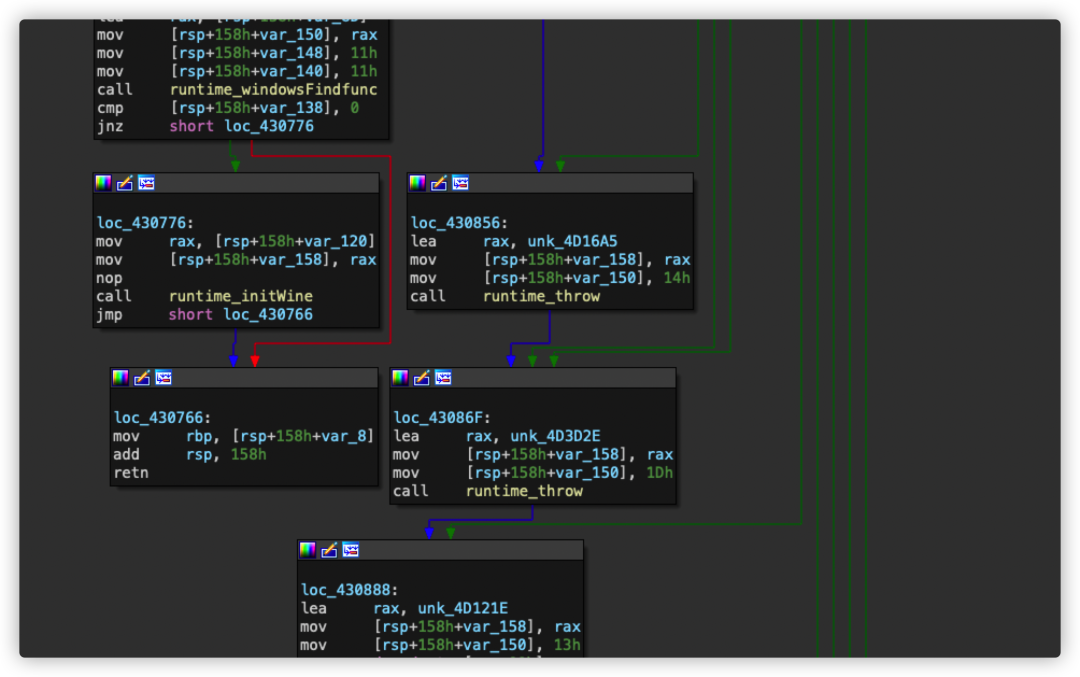 mov [rsp+158h+var_150], rax
mov [rsp+158h+var_148], 11h
mov [rsp+158h+var_140], 11h
call runtime_windowsFindfunc
cmp [rsp+158h+var_138], 0
jnz short loc_430776
loc_430776:
mov rax, [rsp+158h+var_120]
mov [rsp+158h+var_158], rax
nop
call runtime_initWine
jmp short loc_430766
loc_430856:
lea rax, unk_4D16A5
mov [rsp+158h+var_158], rax
mov [rsp+158h+var_150], 14h
call runtime_throw
loc_430766:
mov rbp, [rsp+158h+var_8]
add rsp, 158h
retn
loc_43086F:
lea rax, unk_4D3D2E
mov [rsp+158h+var_158], rax
mov [rsp+158h+var_150], 1Dh
call runtime_throw
loc_430888:
lea rax, unk_4D121E
mov [rsp+158h+var_158], rax
mov [rsp+158h+var_150], 13h